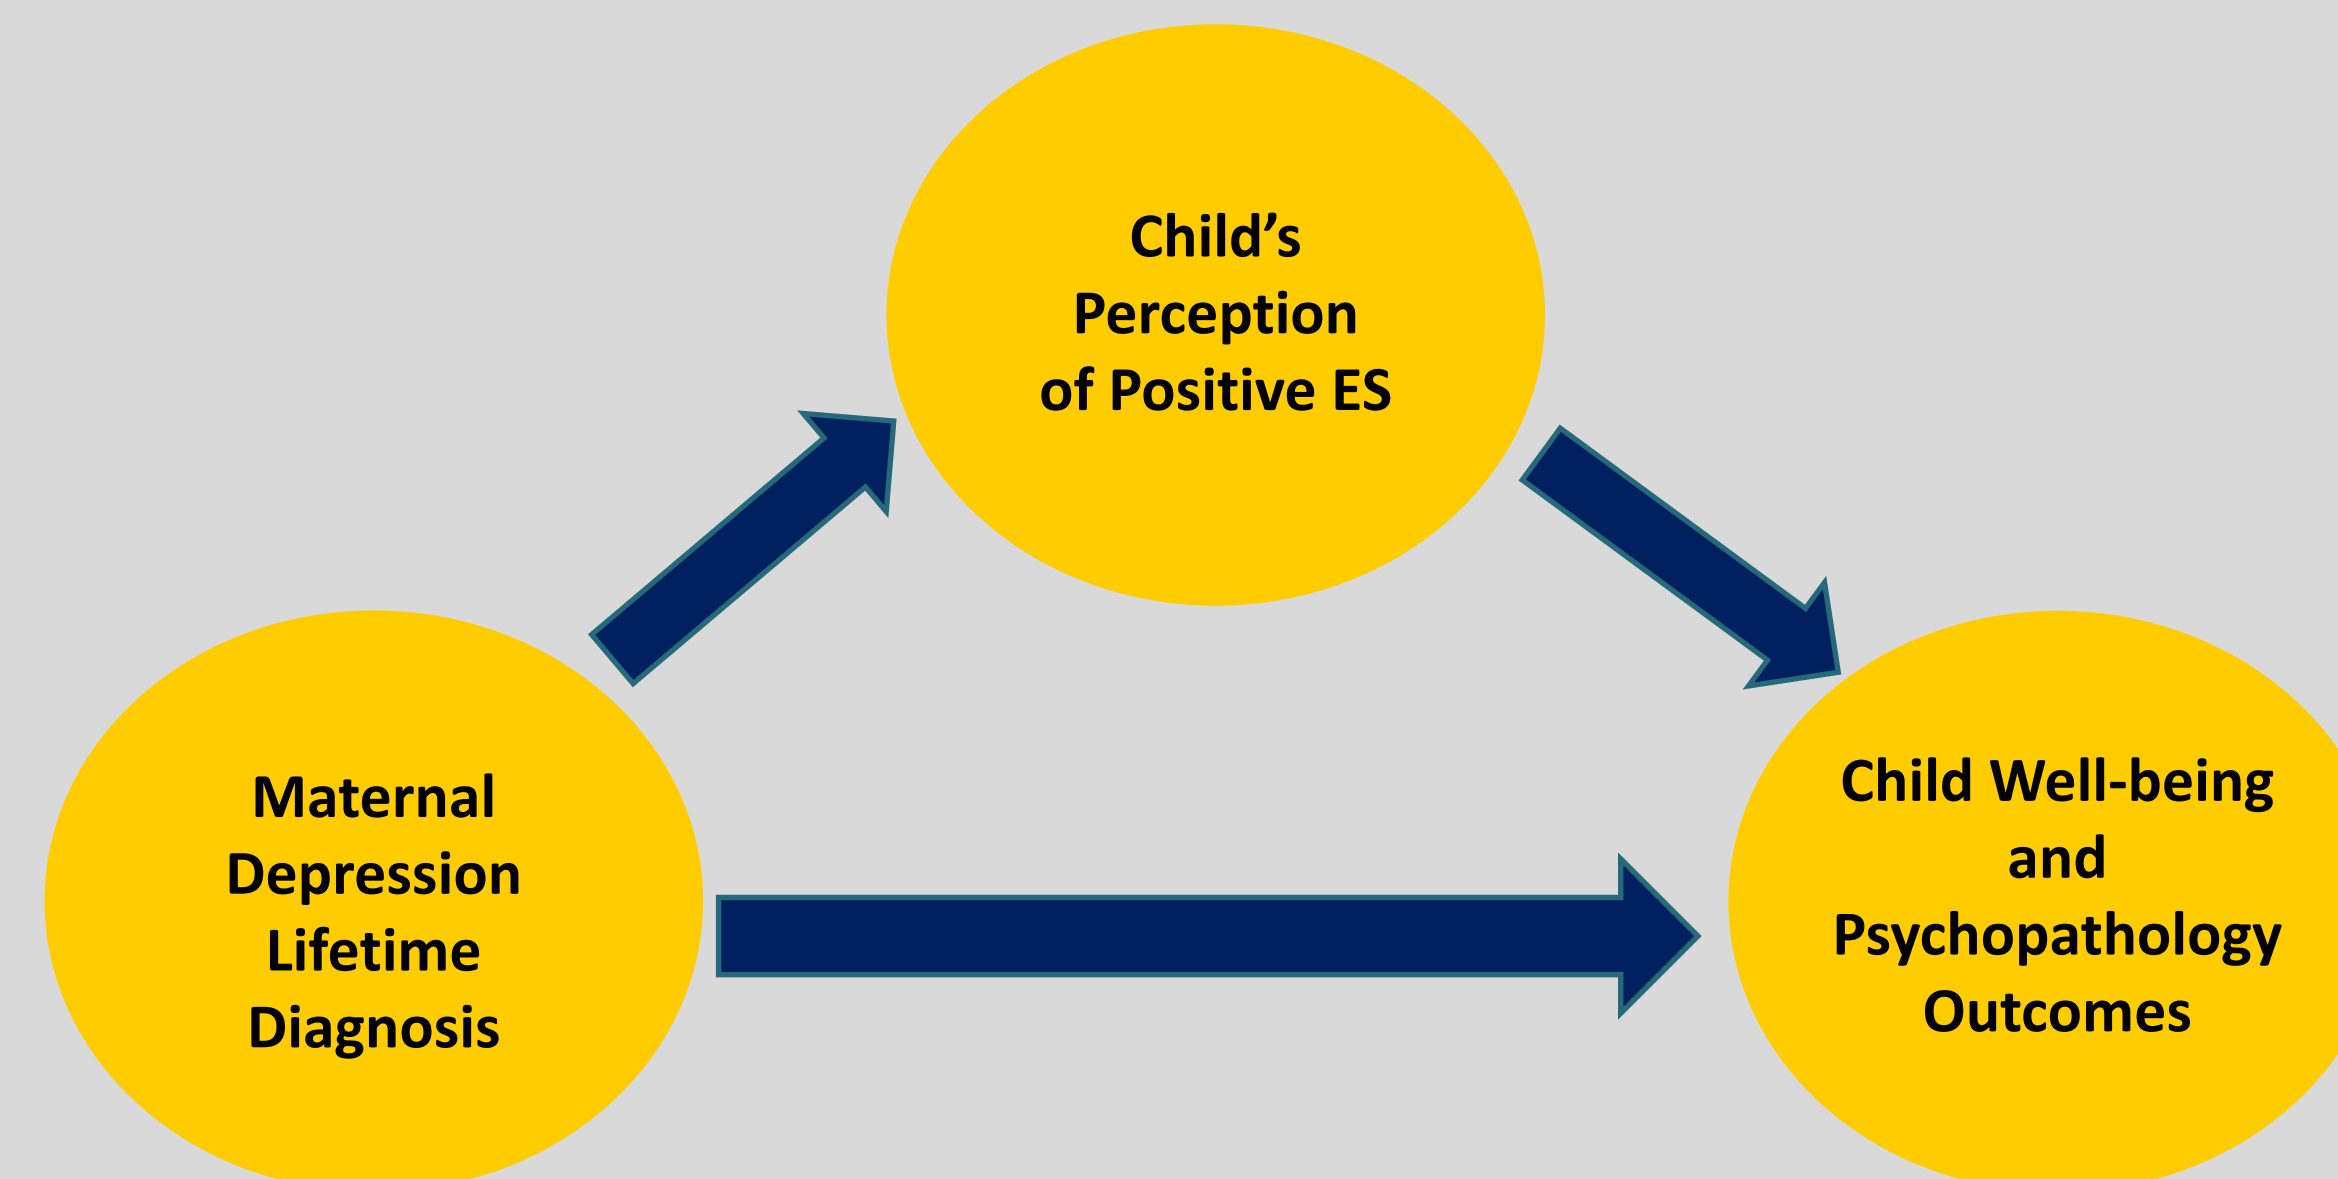 Child’s
Perception
of Positive ES
Maternal
Depression
Lifetime
Diagnosis
Child Well-being
and
Psychopathology
Outcomes